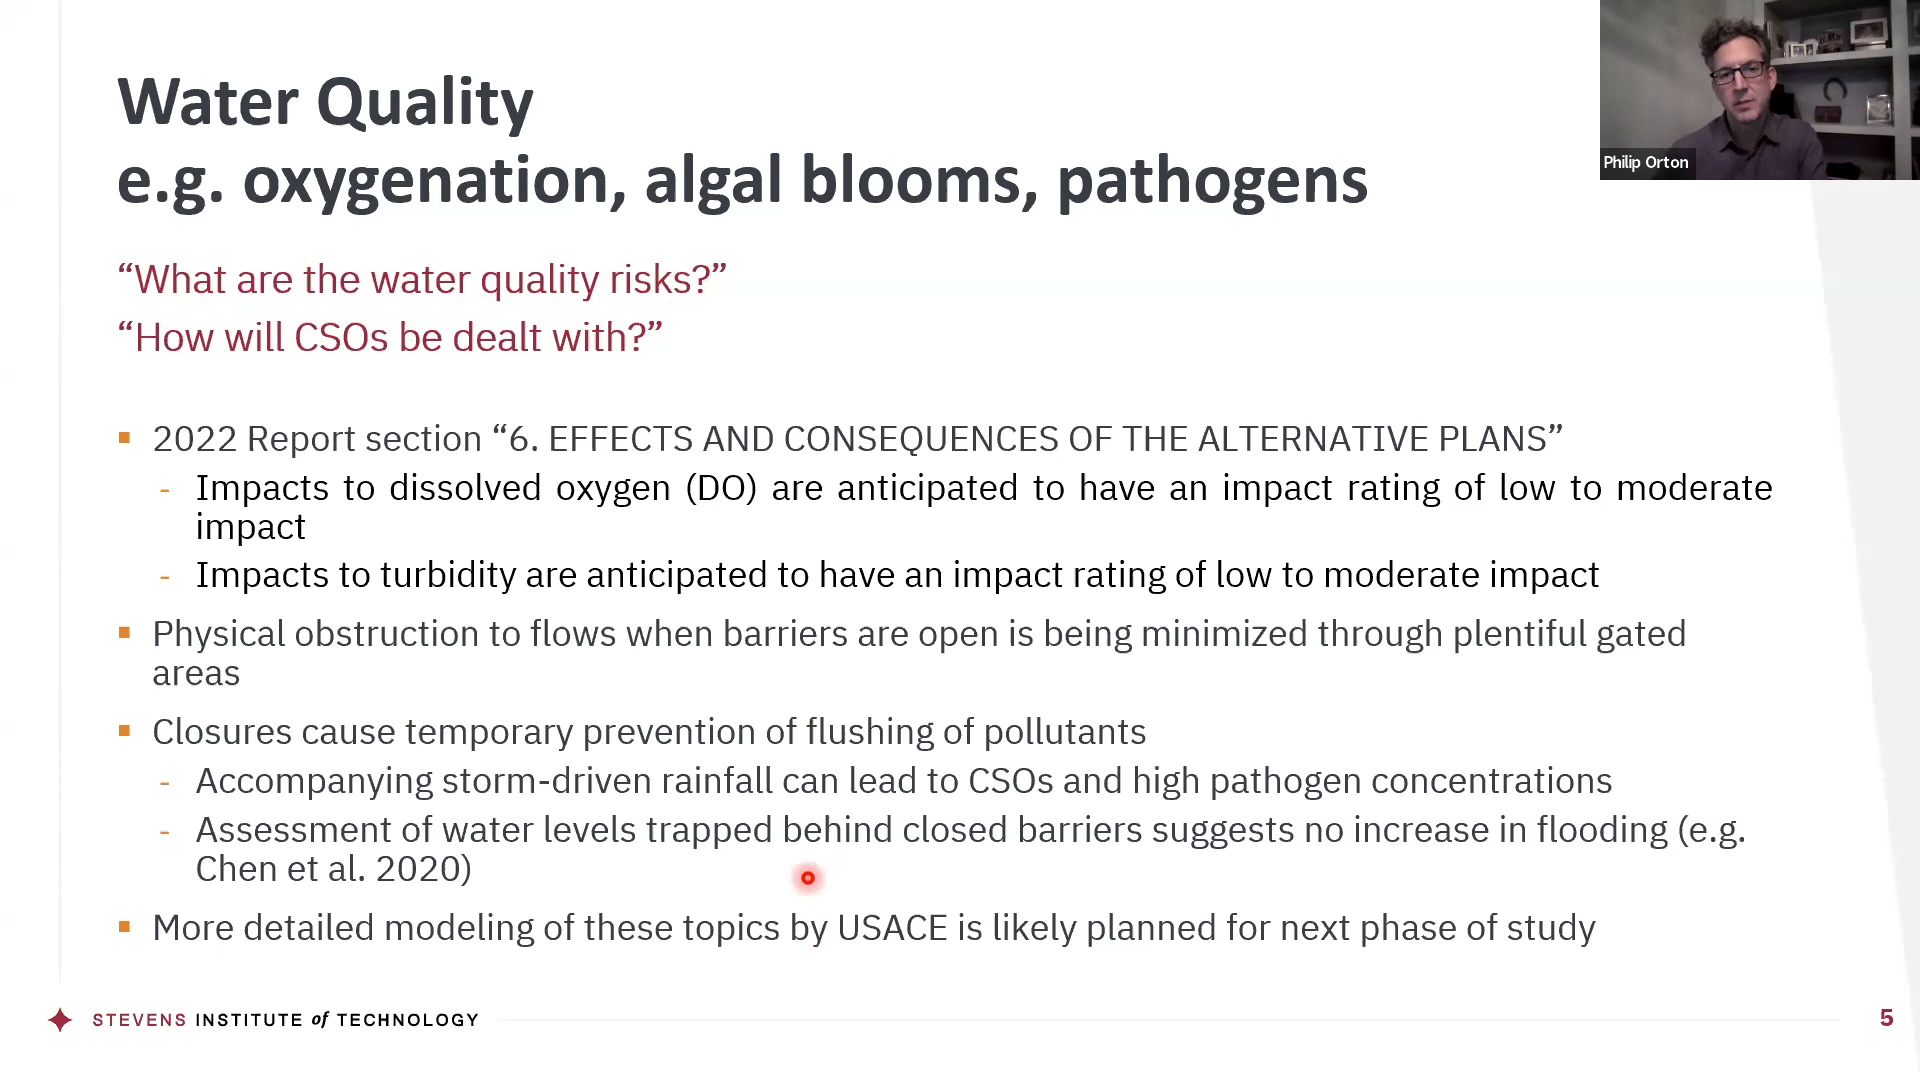 Water Quality
e.g. oxygenation, algal blooms, pathogens
Philip Orton
“What are the water quality risks?”
“How will CSOs be dealt with?”
▪ 2022 Report section “6. EFFECTS AND CONSEQUENCES OF THE ALTERNATIVE PLANS”
- Impacts to dissolved oxygen (DO) are anticipated to have an impact rating of low to moderate
impact
- Impacts to turbidity are anticipated to have an impact rating of low to moderate impact
▪ Physical obstruction to flows when barriers are open is being minimized through plentiful gated
areas
▪ Closures cause temporary prevention of flushing of pollutants
- Accompanying storm-driven rainfall can lead to CSOs and high pathogen concentrations
- Assessment of water levels trapped behind closed barriers suggests no increase in flooding (e.g.
Chen et al. 2020)
▪ More detailed modeling of these topics by USACE is likely planned for next phase of study
STEVENS INSTITUTE of TECHNOLOGY
5